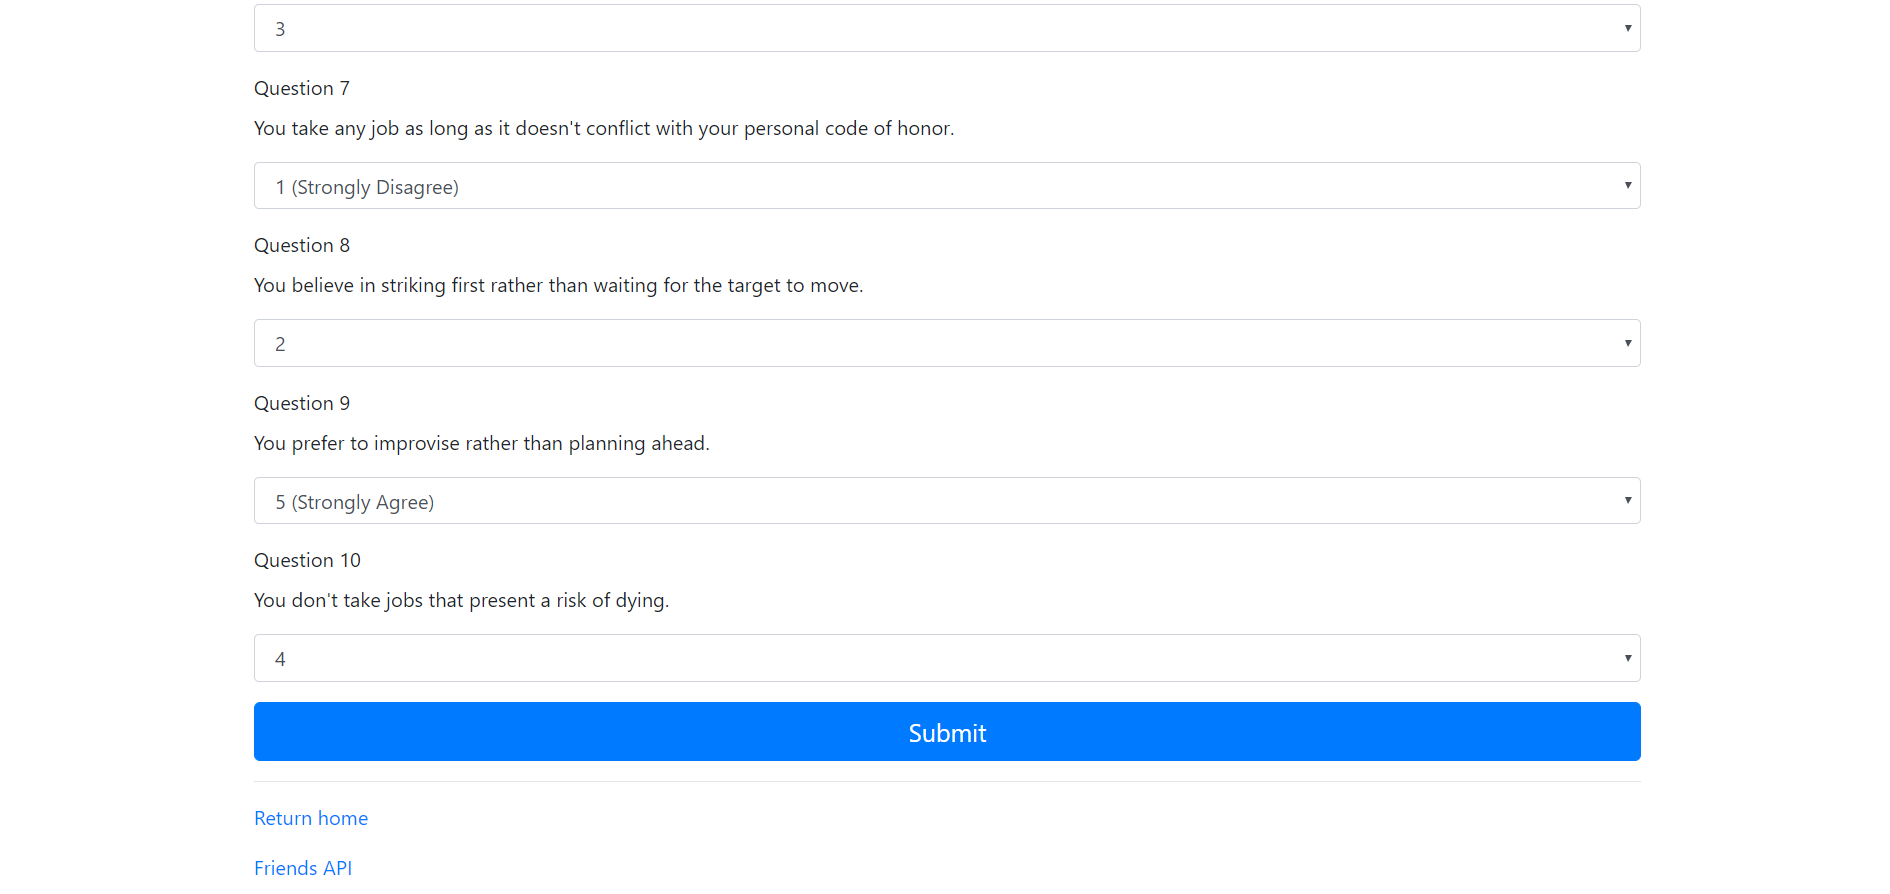 3
Question 7
You take any job as long as it doesn't conflict with your personal code of honor.
1 (Strongly Disagree)
Question 8
You believe in striking first rather than waiting for the target to move.
2
Question 9
You prefer to improvise rather than planning ahead.
5 (Strongly Agree)
Question 10
You don't take jobs that present a risk of dying.
4
Submit
Return home
Friends API